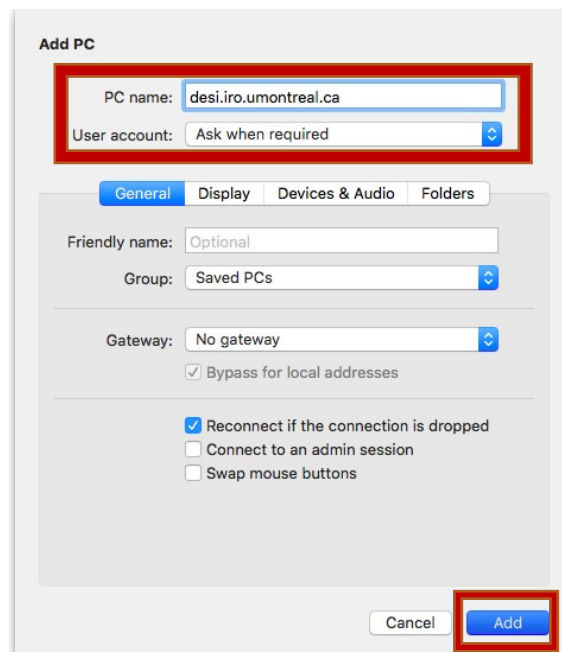 Add PC
PC name: desi.iro.umontreal.ca
User account: Ask when required
General Display Devices & Audio Folders
Friendly name: Optional
Group: Saved PCs
Gateway: No gateway
Bypass for local addresses
Reconnect if the connection is dropped
Connect to an admin session
Swap mouse buttons
Cancel Add